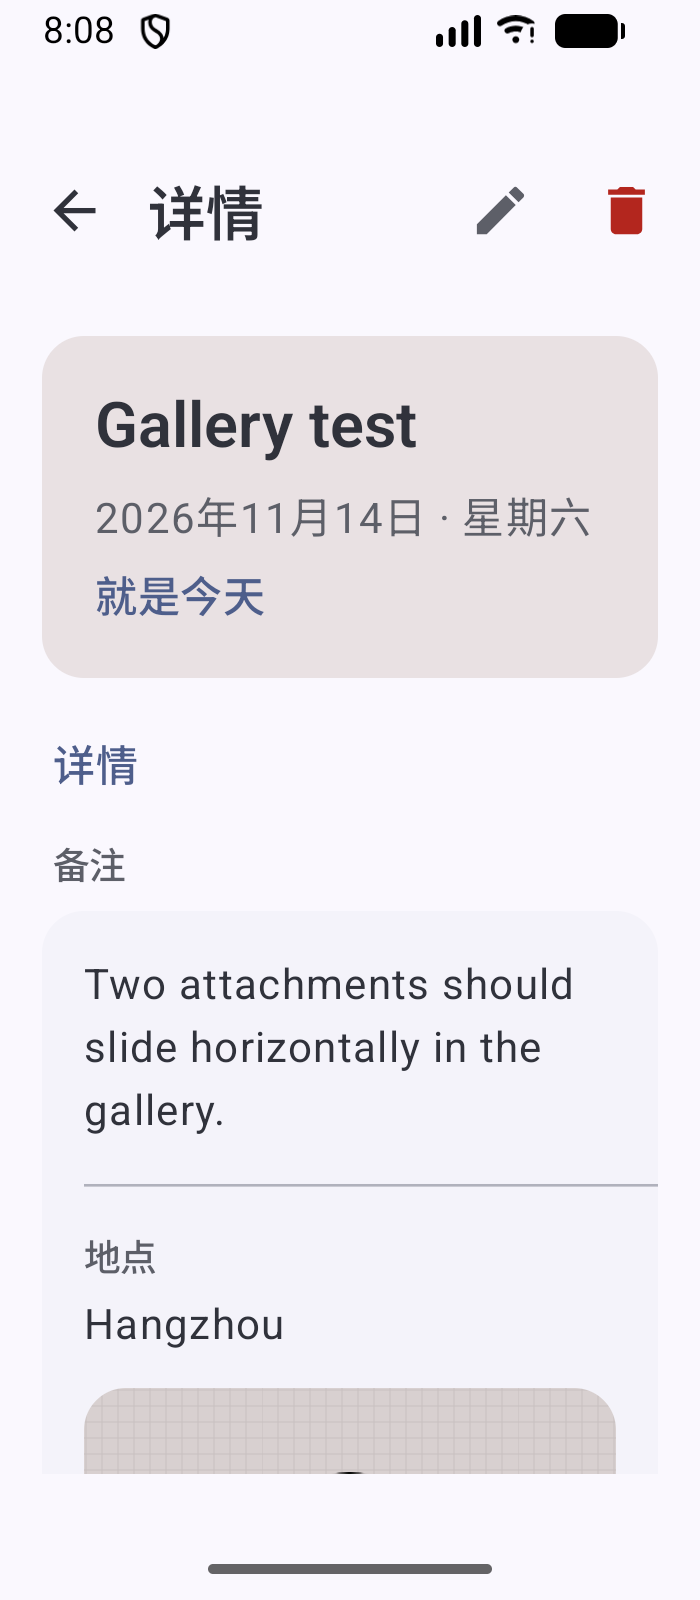 8:08
详情
Gallery test
2026年11月14日 · 星期六
就是今天
详情
备注
Two attachments should
slide horizontally in the
gallery.
地点
Hangzhou